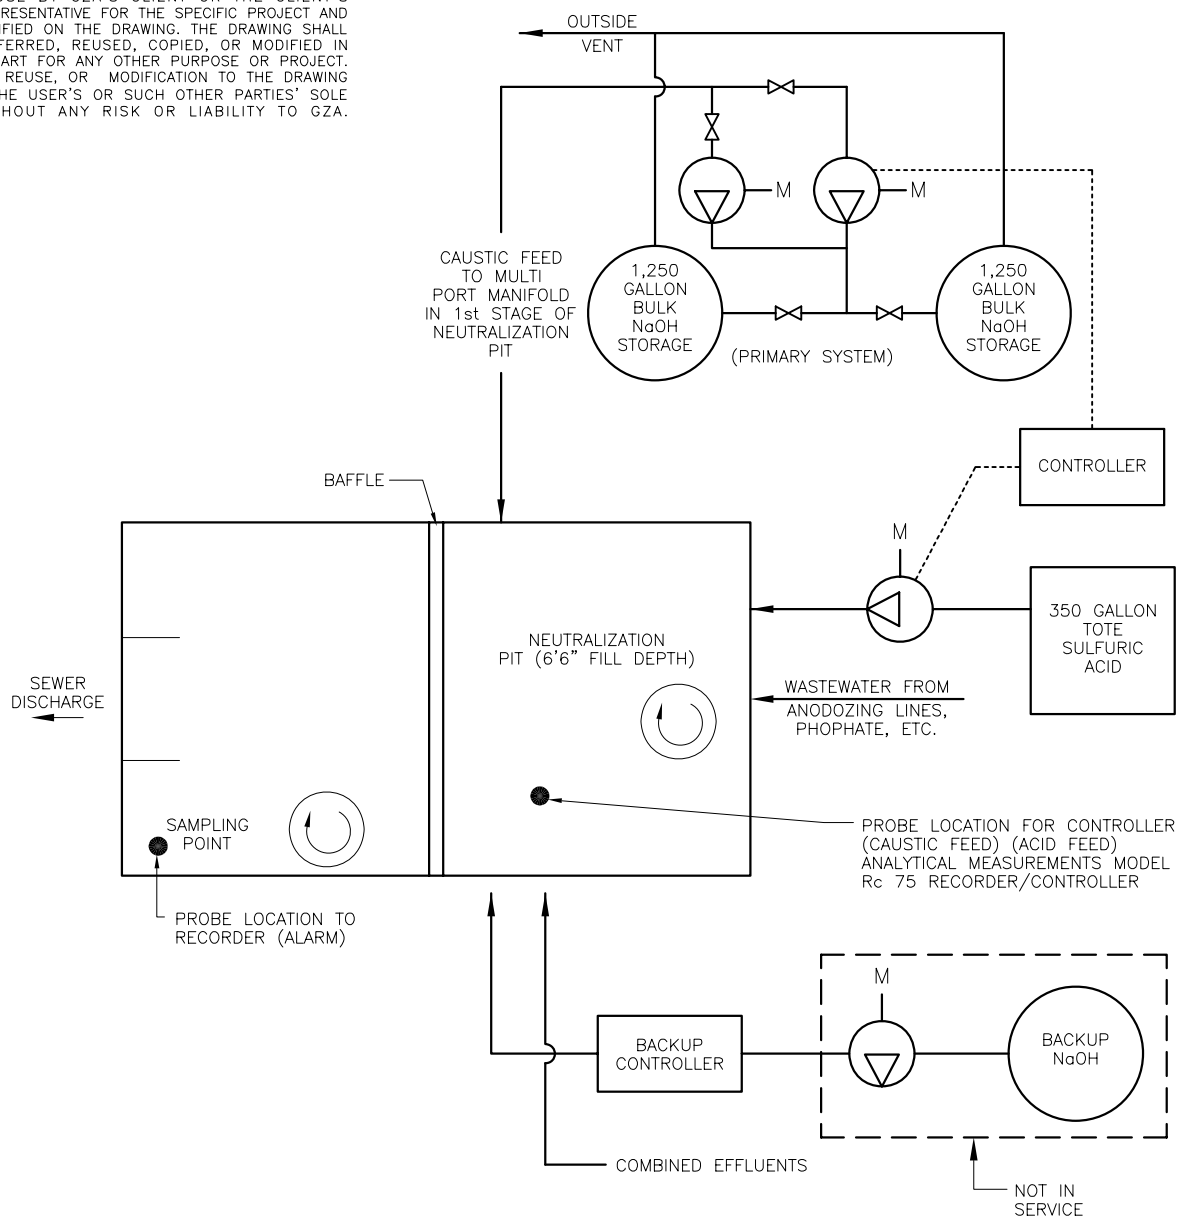 PRESENTATIVE FOR THE SPECIFIC PROJECT AND
IFIED ON THE DRAWING. THE DRAWING SHALL
FERRED, REUSED, COPIED, OR MODIFIED IN
ART FOR ANY OTHER PURPOSE OR PROJECT.
REUSE, OR MODIFICATION TO THE DRAWING
HE USER'S OR SUCH OTHER PARTIES' SOLE
HOUT ANY RISK OR LIABILITY TO GZA.
OUTSIDE
VENT
M
M
CAUSTIC FEED
TO MULTI
PORT MANIFOLD
IN 1st STAGE OF
NEUTRALIZATION
PIT
1,250
GALLON
BULK
NaOH
STORAGE
(PRIMARY SYSTEM)
1,250
GALLON
BULK
NaOH
STORAGE
CONTROLLER
BAFFLE
M
350 GALLON
TOTE
SULFURIC
ACID
NEUTRALIZATION
PIT (6'6" FILL DEPTH)
SEWER
DISCHARGE
WASTEWATER FROM
ANODOZING LINES,
PHOPHATE, ETC.
SAMPLING
POINT
PROBE LOCATION FOR CONTROLLER
(CAUSTIC FEED) (ACID FEED)
ANALYTICAL MEASUREMENTS MODEL
Rc 75 RECORDER/CONTROLLER
PROBE LOCATION TO
RECORDER (ALARM)
M
BACKUP
CONTROLLER
BACKUP
NaOH
COMBINED EFFLUENTS
NOT IN
SERVICE